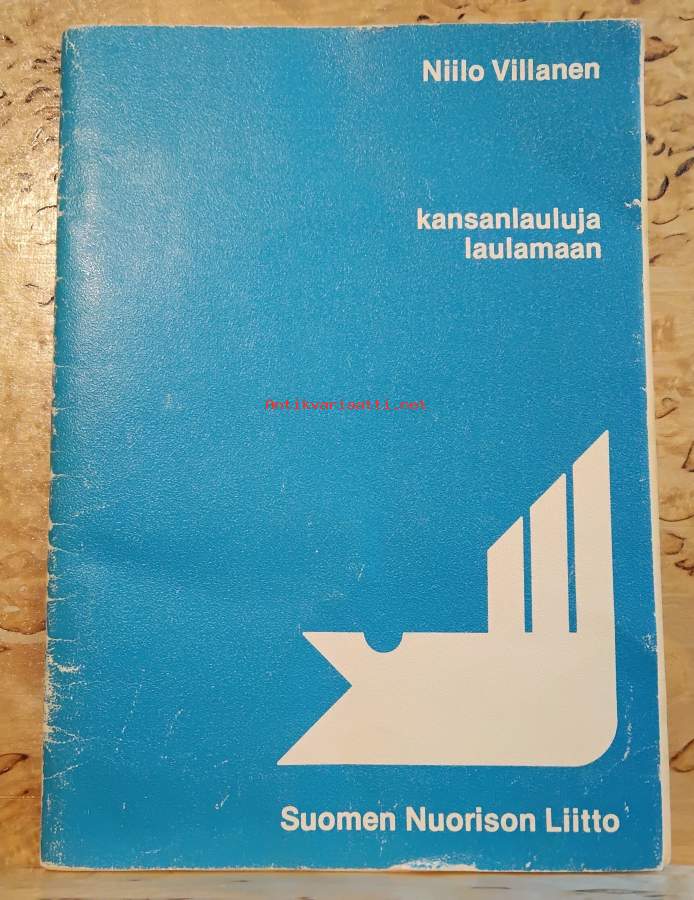 Niilo Villanen
kansanlauluja
laulamaan
Antikvariaatti.net
Suomen Nuorison Liitto